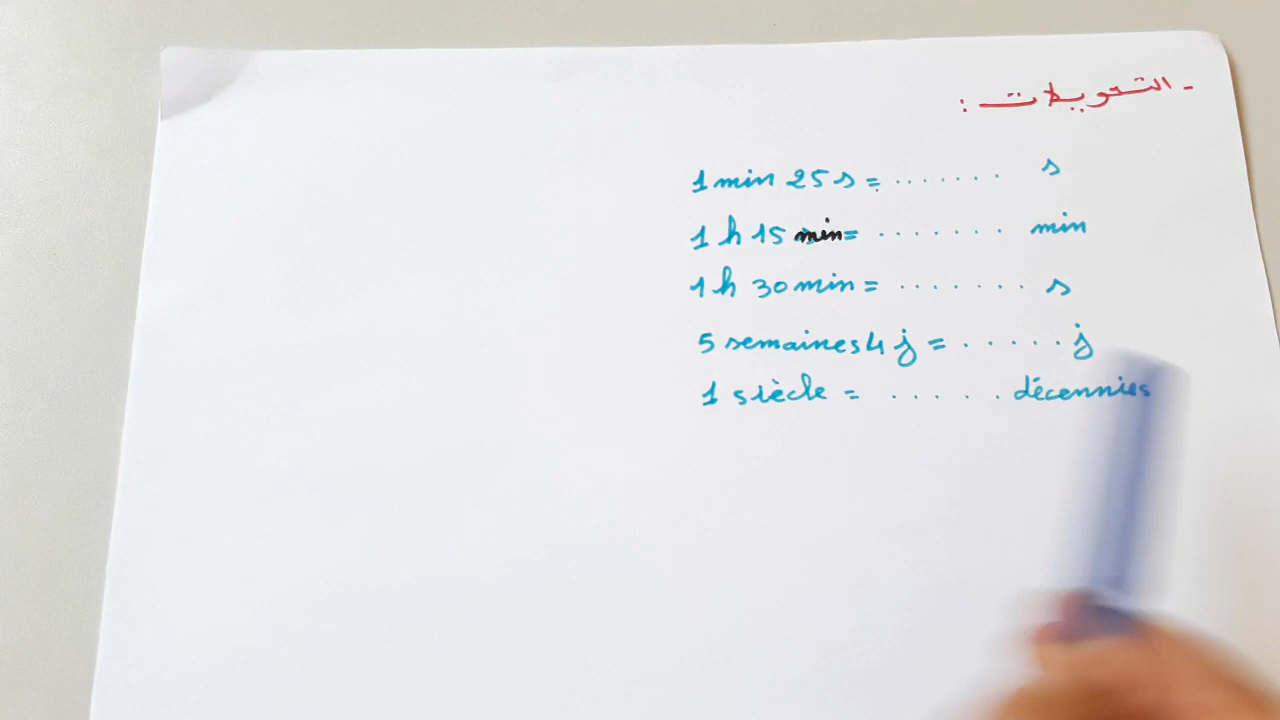 - التحويلات :
1 min 25 s = ....... s
1 h 15 min = ....... min
1 h 30 min = ....... s
5 semaines 4 j = ..... j
1 siècle = ..... décennies